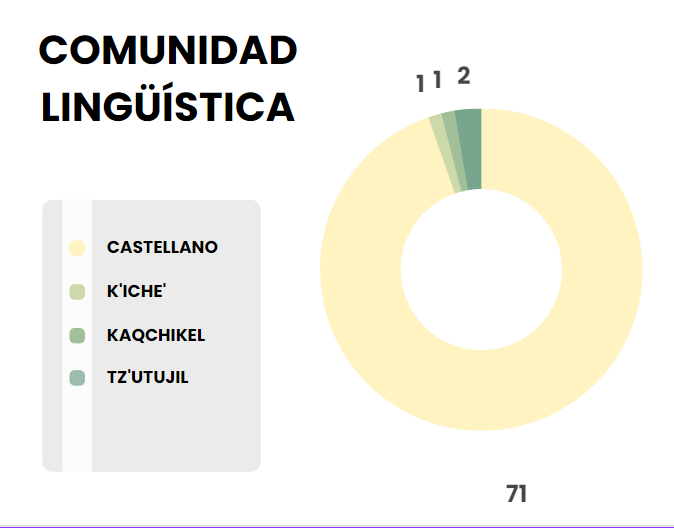 COMUNIDAD
LINGÜÍSTICA
1 1 2
CASTELLANO
K'ICHE'
KAQCHIKEL
TZ'UTUJIL
71